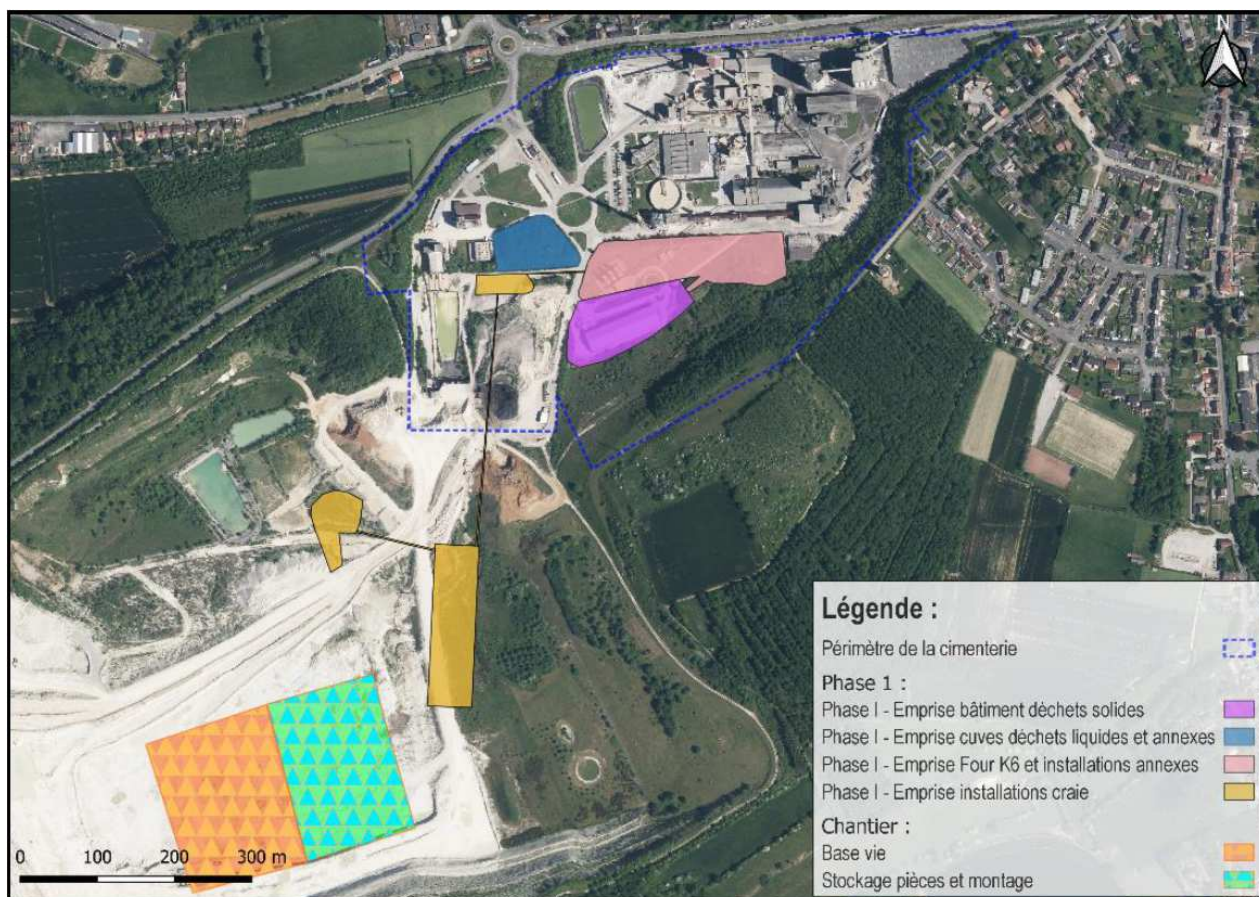 N
Légende :
Périmètre de la cimenterie
Phase 1 :
Phase I - Emprise bâtiment dèchets solides
Phase I - Emprise cuves déchets liquides et annexes
Phase I - Emprise Four K6 et installations annexes
Phase I - Emprise installations craie
Chantier :
Base vie
Stockage pièces et montage
0 100 200 300 m